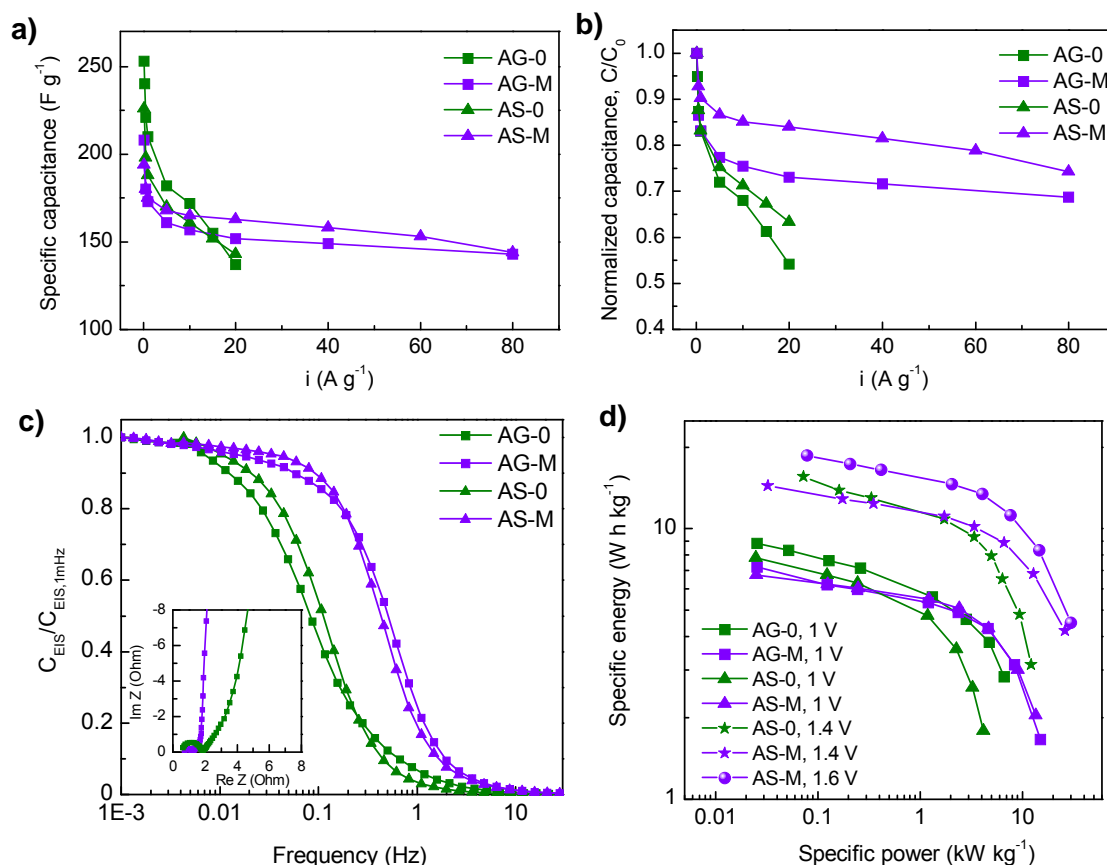 a)
Specific capacitance (F g⁻¹)
250
200
150
100
0
20
40
60
80
i (A g⁻¹)
AG-0
AG-M
AS-0
AS-M
b)
Normalized capacitance, C/C₀
1.0
0.9
0.8
0.7
0.6
0.5
0.4
0
20
40
60
80
i (A g⁻¹)
AG-0
AG-M
AS-0
AS-M
c)
C_EIS/C_EIS,1mHz
1.0
0.8
0.6
0.4
0.2
0
1E-3
0.01
0.1
1
10
Frequency (Hz)
AG-0
AG-M
AS-0
AS-M
Im Z (Ohm)
-8
-6
-4
-2
0
0
2
4
6
8
Re Z (Ohm)
d)
Specific energy (W h kg⁻¹)
10
1
0.01
0.1
1
10
Specific power (kW kg⁻¹)
AG-0, 1 V
AG-M, 1 V
AS-0, 1 V
AS-M, 1 V
AS-0, 1.4 V
AS-M, 1.4 V
AS-M, 1.6 V